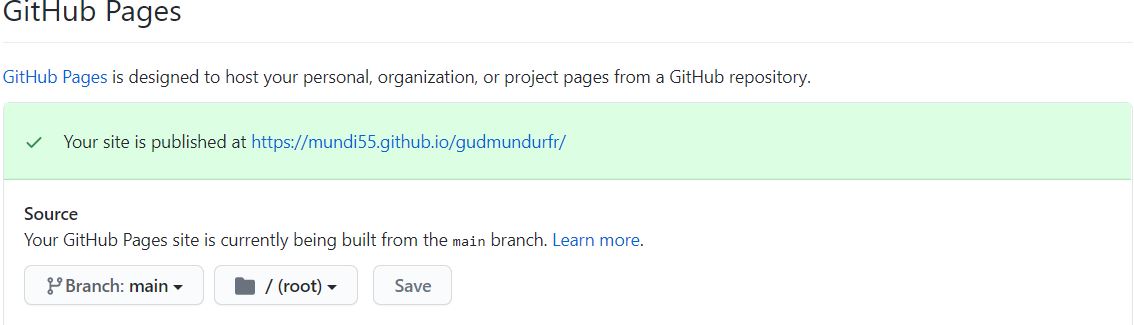 GitHub Pages
GitHub Pages is designed to host your personal, organization, or project pages from a GitHub repository.
Your site is published at https://mundi55.github.io/gudmundurfr/
Source
Your GitHub Pages site is currently being built from the main branch. Learn more.
Branch: main / (root) Save